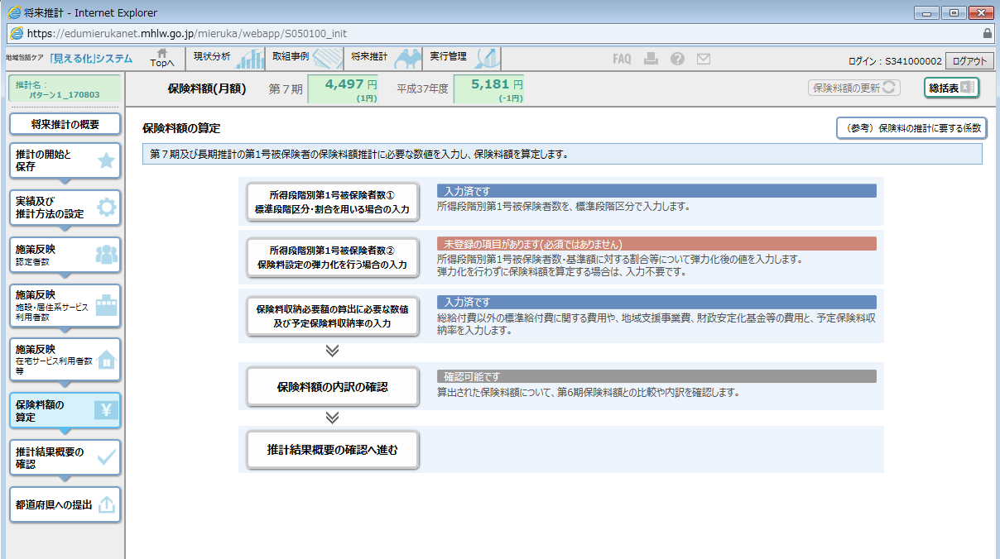 将来推計 - Internet Explorer
https://edumierukanet.mhlw.go.jp/mieruka/webapp/S050100_init
地域包括ケア「見える化」システム
Topへ
現状分析
取組事例
将来推計
実行管理
FAQ
ログイン：S341000002
ログアウト
推計名：
パターン１_170803
保険料額(月額)
第７期
4,497 円
(1円)
平成37年度
5,181 円
(-1円)
保険料額の更新
総括表
将来推計の概要
推計の開始と
保存
実績及び
推計方法の設定
施策反映
認定者数
施策反映
施設・居住系サービス
利用者数
施策反映
在宅サービス利用者数
等
保険料額の
算定
¥
推計結果概要の
確認
都道府県への提出
保険料額の算定
（参考）保険料の推計に要する係数
第７期及び長期推計の第1号被保険者の保険料額推計に必要な数値を入力し、保険料額を算定します。
所得段階別第1号被保険者数①
標準段階区分・割合を用いる場合の入力
入力済です
所得段階別第1号被保険者数を、標準段階区分で入力します。
所得段階別第1号被保険者数②
保険料設定の弾力化を行う場合の入力
未登録の項目があります(必須ではありません)
所得段階別第1号被保険者数・基準額に対する割合等について弾力化後の値を入力します。
弾力化を行わずに保険料額を算定する場合は、入力不要です。
保険料収納必要額の算出に必要な数値
及び予定保険料収納率の入力
入力済です
総給付費以外の標準給付費に関する費用や、地域支援事業費、財政安定化基金等の費用と、予定保険料収
納率を入力します。
保険料額の内訳の確認
確認可能です
算出された保険料額について、第6期保険料額との比較や内訳を確認します。
推計結果概要の確認へ進む